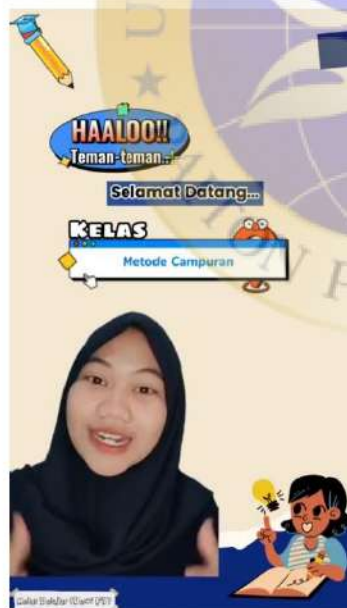 HAALOO!!
Teman-teman..!
Selamat Datang...
KELAS
Metode Campuran